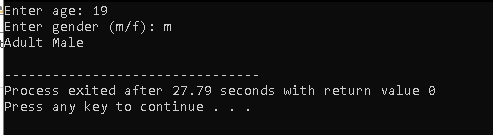 Enter age: 19
Enter gender (m/f): m
Adult Male
--------------------------------
Process exited after 27.79 seconds with return value 0
Press any key to continue . . .